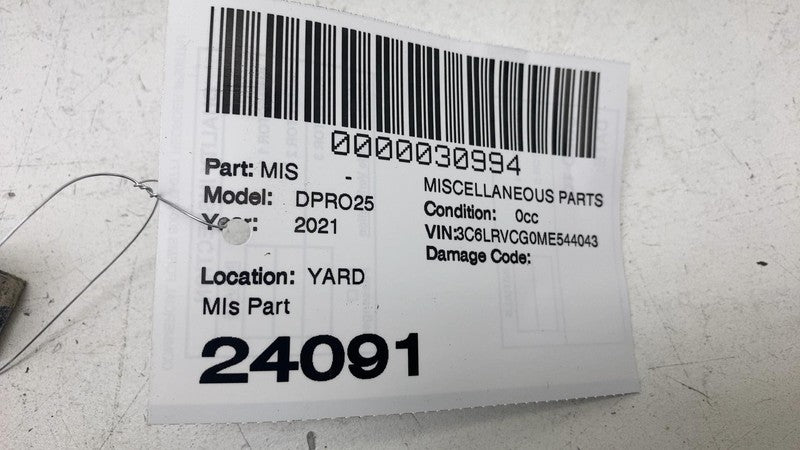 0000030994
Part: MIS -
MISCELLANEOUS PARTS
Model: DPRO25
Condition: 0cc
Year: 2021
VIN:3C6LRVCG0ME544043
Damage Code:
Location: YARD
MIs Part
24091